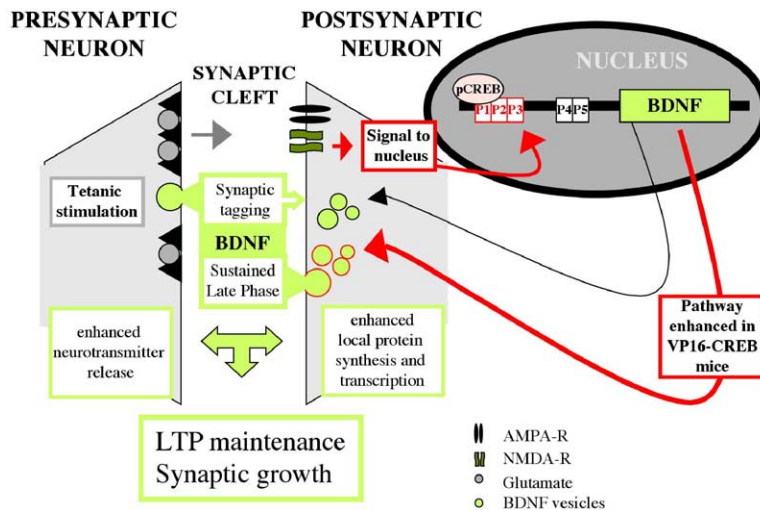 PRESYNAPTIC
NEURON
POSTSYNAPTIC
NEURON
SYNAPTIC
CLEFT
NUCLEUS
pCREB
P1 P2 P3
P4 P5
BDNF
Signal to
nucleus
Tetanic
stimulation
Synaptic
tagging
BDNF
Sustained
Late Phase
enhanced
neurotransmitter
release
enhanced
local protein
synthesis and
transcription
Pathway
enhanced in
VP16-CREB
mice
LTP maintenance
Synaptic growth
AMPA-R
NMDA-R
Glutamate
BDNF vesicles